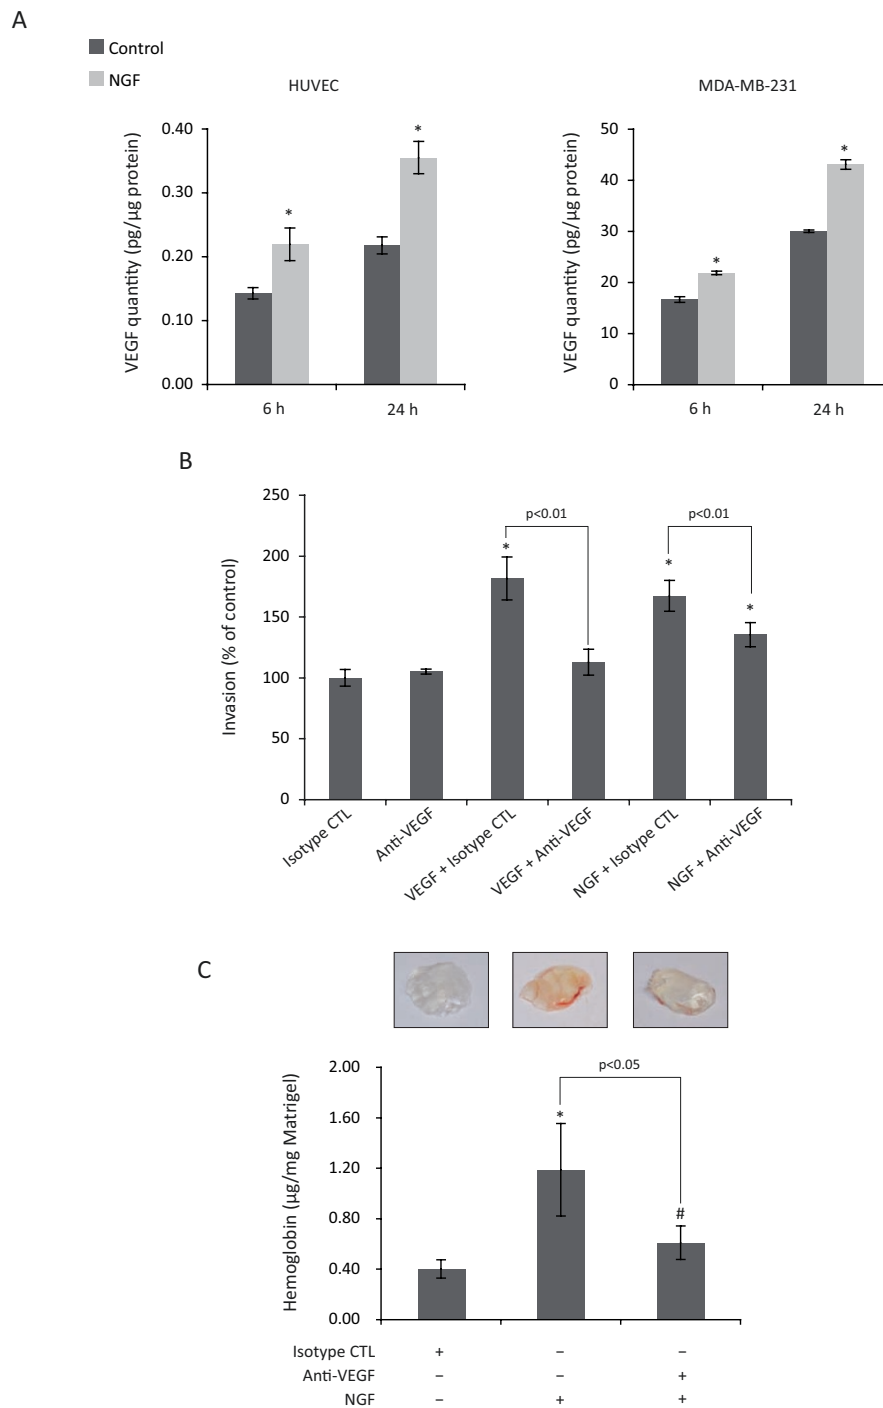 A
Control
NGF
HUVEC
MDA-MB-231
VEGF quantity (pg/µg protein)
0.40
0.30
0.20
0.10
0.00
*
*
6 h
24 h
VEGF quantity (pg/µg protein)
50
40
30
20
10
0
*
*
6 h
24 h
B
Invasion (% of control)
250
200
150
100
50
0
p<0.01
p<0.01
*
*
*
Isotype CTL
Anti-VEGF
VEGF + Isotype CTL
VEGF + Anti-VEGF
NGF + Isotype CTL
NGF + Anti-VEGF
C
Hemoglobin (µg/mg Matrigel)
2.00
1.60
1.20
0.80
0.40
0.00
p<0.05
*
#
Isotype CTL + – –
Anti-VEGF – – +
NGF – + +